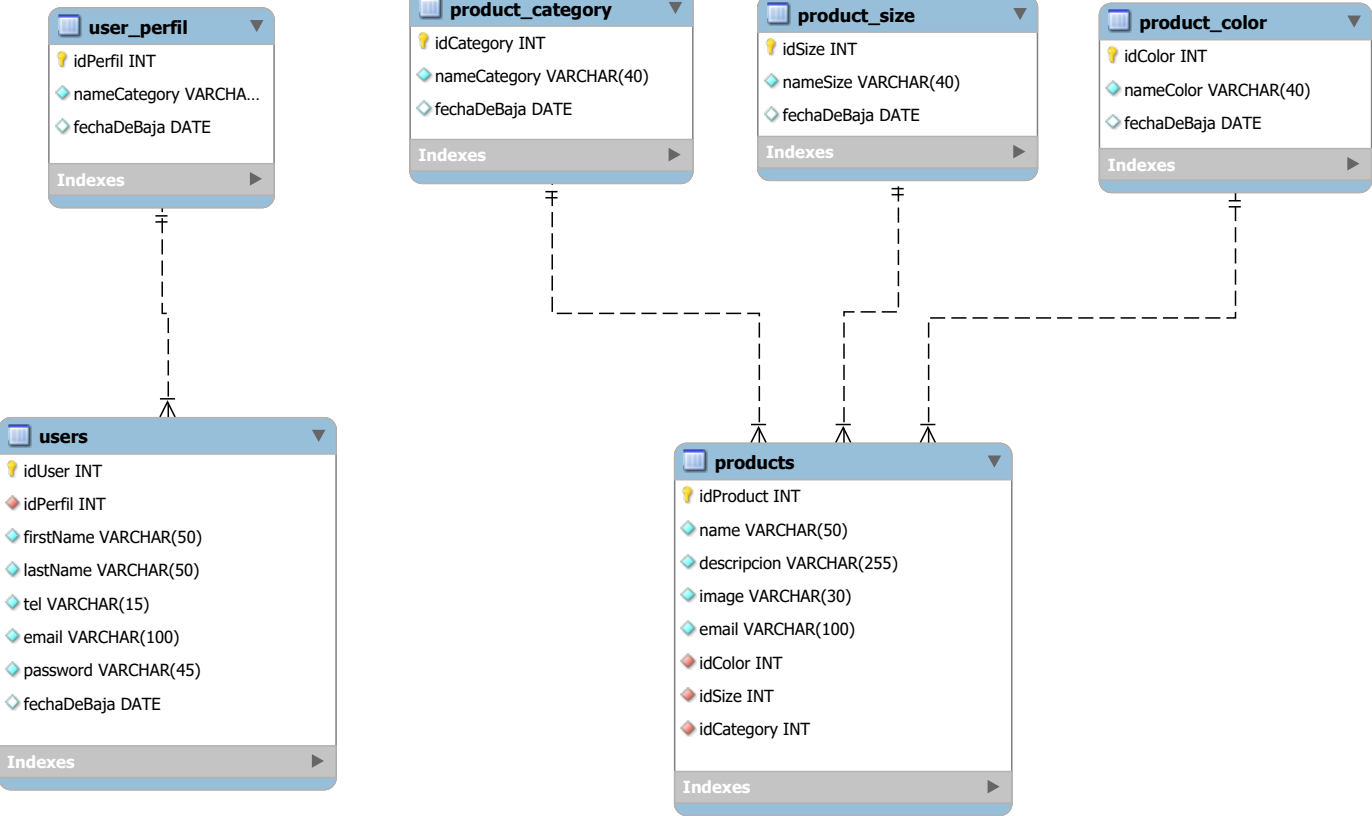 user_perfil
idPerfil INT
nameCategory VARCHA...
fechaDeBaja DATE
Indexes
product_category
idCategory INT
nameCategory VARCHAR(40)
fechaDeBaja DATE
Indexes
product_size
idSize INT
nameSize VARCHAR(40)
fechaDeBaja DATE
Indexes
product_color
idColor INT
nameColor VARCHAR(40)
fechaDeBaja DATE
Indexes
users
idUser INT
idPerfil INT
firstName VARCHAR(50)
lastName VARCHAR(50)
tel VARCHAR(15)
email VARCHAR(100)
password VARCHAR(45)
fechaDeBaja DATE
Indexes
products
idProduct INT
name VARCHAR(50)
descripcion VARCHAR(255)
image VARCHAR(30)
email VARCHAR(100)
idColor INT
idSize INT
idCategory INT
Indexes